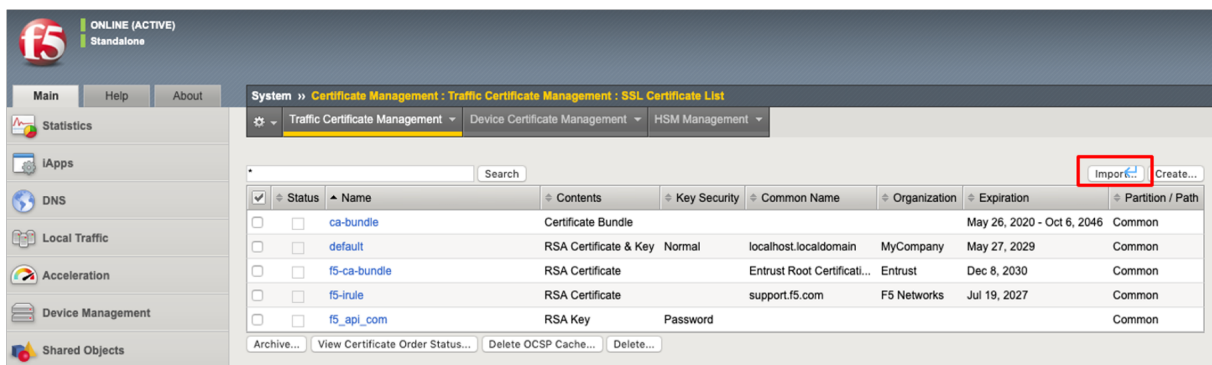 f5
ONLINE (ACTIVE)
Standalone
Main Help About
System ›› Certificate Management : Traffic Certificate Management : SSL Certificate List
Traffic Certificate Management Device Certificate Management HSM Management
Statistics
iApps
DNS
Local Traffic
Acceleration
Device Management
Shared Objects
* Search Import... Create...
Status Name Contents Key Security Common Name Organization Expiration Partition / Path
ca-bundle Certificate Bundle May 26, 2020 - Oct 6, 2046 Common
default RSA Certificate & Key Normal localhost.localdomain MyCompany May 27, 2029 Common
f5-ca-bundle RSA Certificate Entrust Root Certificati... Entrust Dec 8, 2030 Common
f5-irule RSA Certificate support.f5.com F5 Networks Jul 19, 2027 Common
f5_api_com RSA Key Password Common
Archive... View Certificate Order Status... Delete OCSP Cache... Delete...